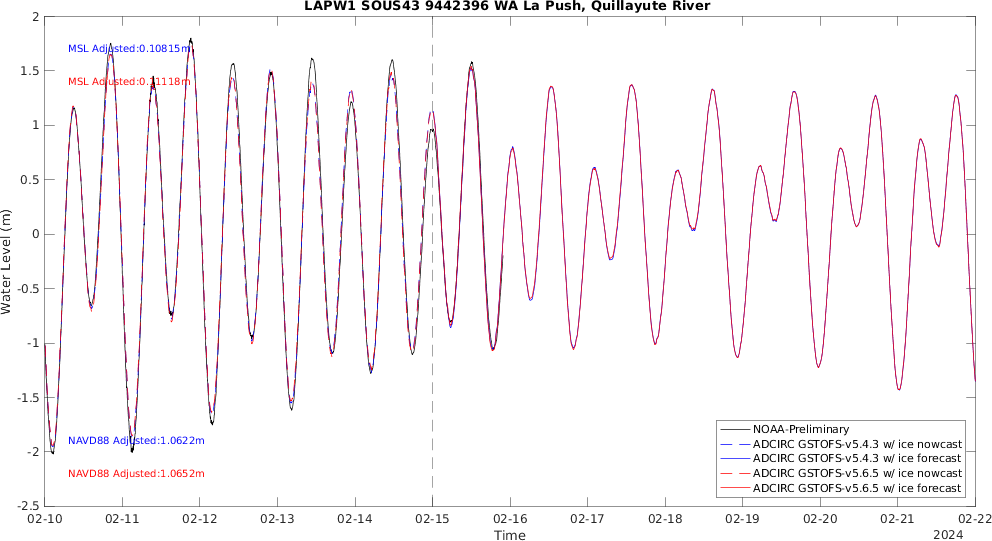 LAPW1 SOUS43 9442396 WA La Push, Quillayute River
2
1.5
1
0.5
0
-0.5
-1
-1.5
-2
-2.5
Water Level (m)
MSL Adjusted:0.10815m
MSL Adjusted:0.11118m
NAVD88 Adjusted:1.0622m
NAVD88 Adjusted:1.0652m
NOAA-Preliminary
ADCIRC GSTOFS-v5.4.3 w/ ice nowcast
ADCIRC GSTOFS-v5.4.3 w/ ice forecast
ADCIRC GSTOFS-v5.6.5 w/ ice nowcast
ADCIRC GSTOFS-v5.6.5 w/ ice forecast
02-10 02-11 02-12 02-13 02-14 02-15 02-16 02-17 02-18 02-19 02-20 02-21 02-22
Time
2024